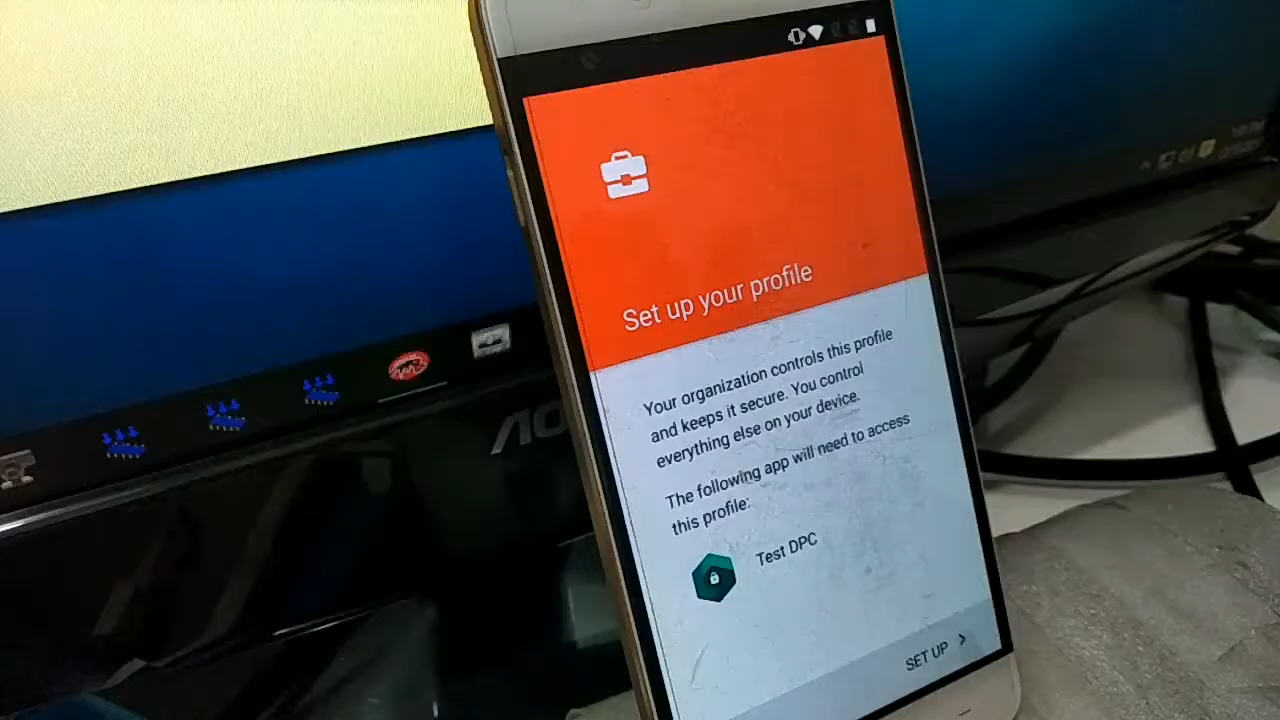 Set up your profile
Your organization controls this profile
and keeps it secure. You control
everything else on your device.
The following app will need to access
this profile:
Test DPC
SET UP